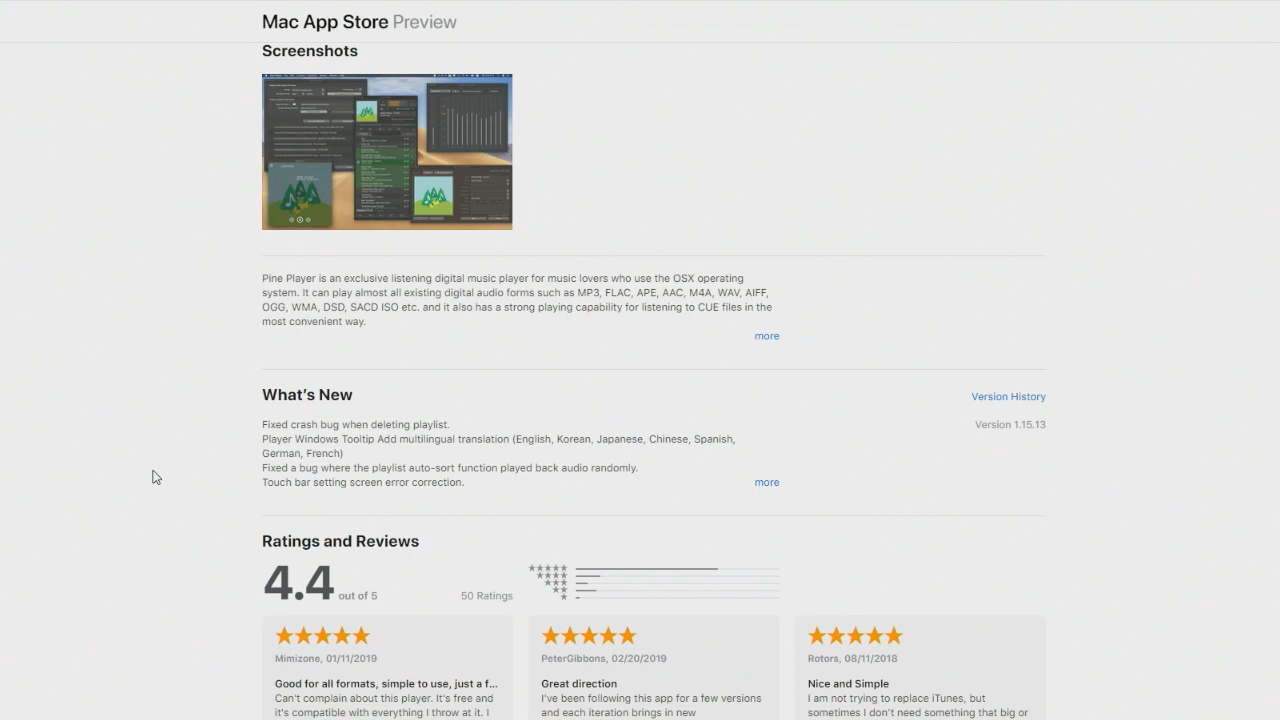 Mac App Store Preview
Screenshots
Pine Player is an exclusive listening digital music player for music lovers who use the OSX operating
system. It can play almost all existing digital audio forms such as MP3, FLAC, APE, AAC, M4A, WAV, AIFF,
OGG, WMA, DSD, SACD ISO etc. and it also has a strong playing capability for listening to CUE files in the
most convenient way.
more
What's New
Version History
Fixed crash bug when deleting playlist.
Version 1.15.13
Player Windows Tooltip Add multilingual translation (English, Korean, Japanese, Chinese, Spanish,
German, French)
Fixed a bug where the playlist auto-sort function played back audio randomly.
Touch bar setting screen error correction.
more
Ratings and Reviews
4.4 out of 5
50 Ratings
Mimizone, 01/11/2019
Good for all formats, simple to use, just a f...
Can't complain about this player. It's free and
it's compatible with everything I throw at it. I
PeterGibbons, 02/20/2019
Great direction
I've been following this app for a few versions
and each iteration brings in new
Rotors, 08/11/2018
Nice and Simple
I am not trying to replace iTunes, but
sometimes I don't need something that big or